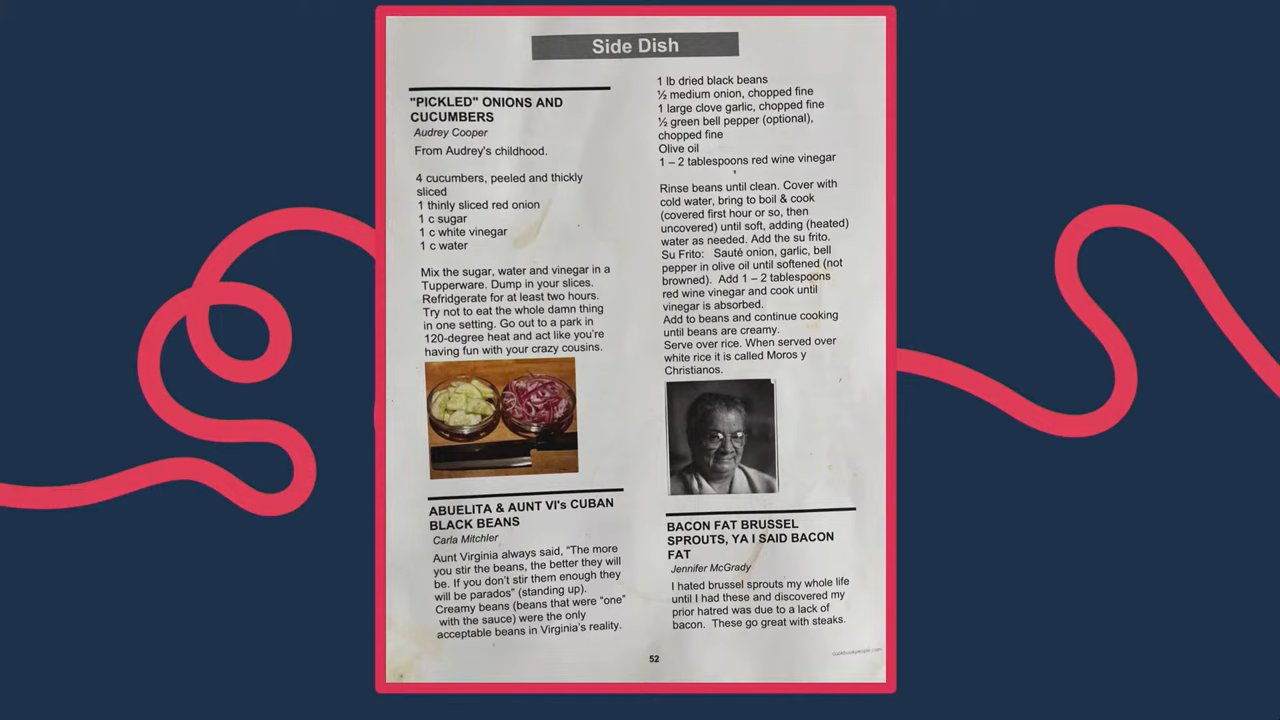 Side Dish
"PICKLED" ONIONS AND
CUCUMBERS
Audrey Cooper
From Audrey's childhood.
4 cucumbers, peeled and thickly
sliced
1 thinly sliced red onion
1 c sugar
1 c white vinegar
1 c water
Mix the sugar, water and vinegar in a
Tupperware. Dump in your slices.
Refridgerate for at least two hours.
Try not to eat the whole damn thing
in one setting. Go out to a park in
120-degree heat and act like you're
having fun with your crazy cousins.
ABUELITA & AUNT VI's CUBAN
BLACK BEANS
Carla Mitchler
Aunt Virginia always said, "The more
you stir the beans, the better they will
be. If you don't stir them enough they
will be parados" (standing up).
Creamy beans (beans that were "one"
with the sauce) were the only
acceptable beans in Virginia's reality.
1 lb dried black beans
½ medium onion, chopped fine
1 large clove garlic, chopped fine
½ green bell pepper (optional),
chopped fine
Olive oil
1 – 2 tablespoons red wine vinegar
Rinse beans until clean. Cover with
cold water, bring to boil & cook
(covered first hour or so, then
uncovered) until soft, adding (heated)
water as needed. Add the su frito.
Su Frito: Sauté onion, garlic, bell
pepper in olive oil until softened (not
browned). Add 1 – 2 tablespoons
red wine vinegar and cook until
vinegar is absorbed.
Add to beans and continue cooking
until beans are creamy.
Serve over rice. When served over
white rice it is called Moros y
Christianos.
BACON FAT BRUSSEL
SPROUTS, YA I SAID BACON
FAT
Jennifer McGrady
I hated brussel sprouts my whole life
until I had these and discovered my
prior hatred was due to a lack of
bacon. These go great with steaks.
52
cookbookpeople.com